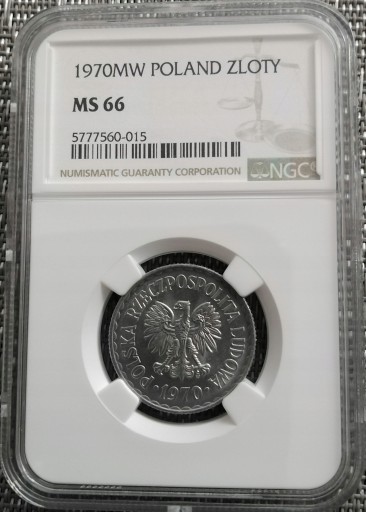 1970MW POLAND ZLOTY
MS 66
5777560-015
NUMISMATIC GUARANTY CORPORATION
NGC
POLSKA RZECZPOSPOLITA LUDOWA
·1970·